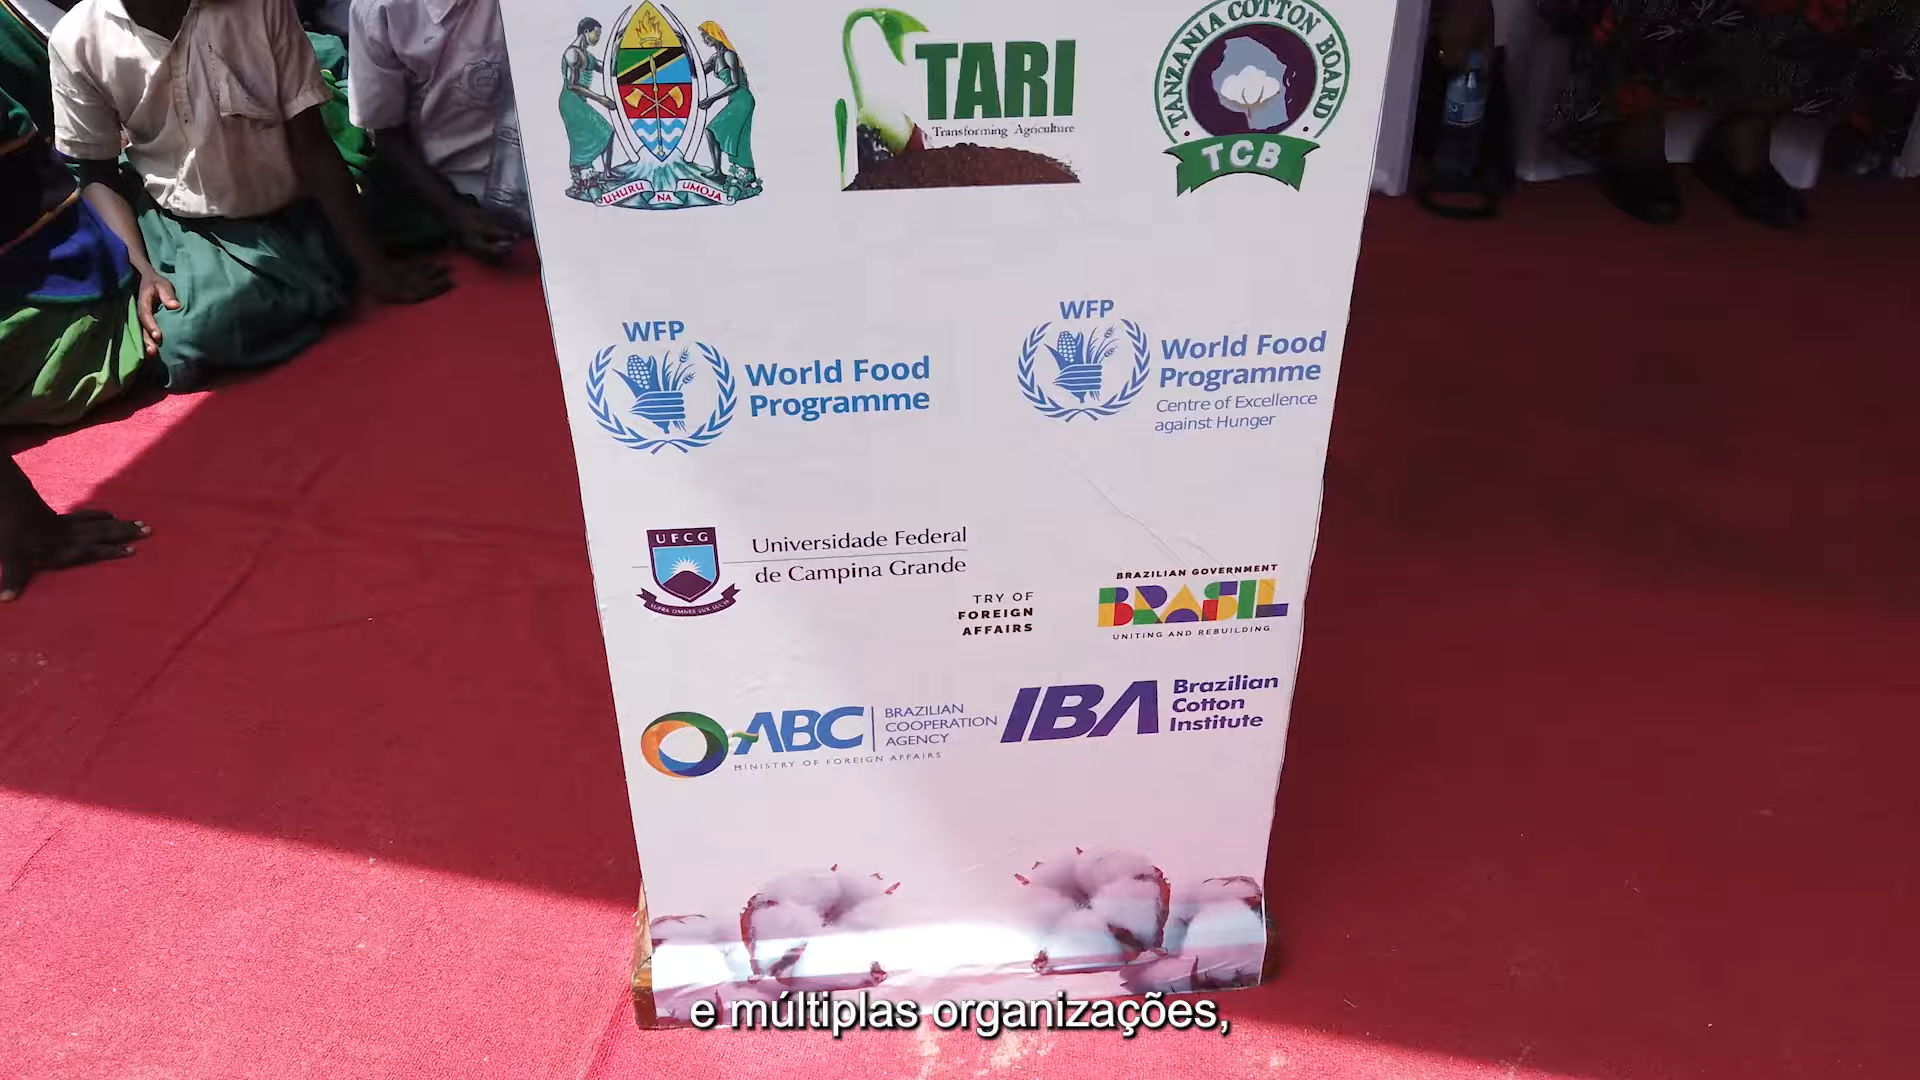 UHURU NA UMOJA
TARI
Transforming Agriculture
TANZANIA COTTON BOARD
TCB
WFP
World Food
Programme
WFP
World Food
Programme
Centre of Excellence
against Hunger
UFCG
Universidade Federal
de Campina Grande
TRY OF
FOREIGN
AFFAIRS
BRAZILIAN GOVERNMENT
BRASIL
UNITING AND REBUILDING
ABC
BRAZILIAN
COOPERATION
AGENCY
MINISTRY OF FOREIGN AFFAIRS
IBA
Brazilian
Cotton
Institute
e múltiplas organizações,